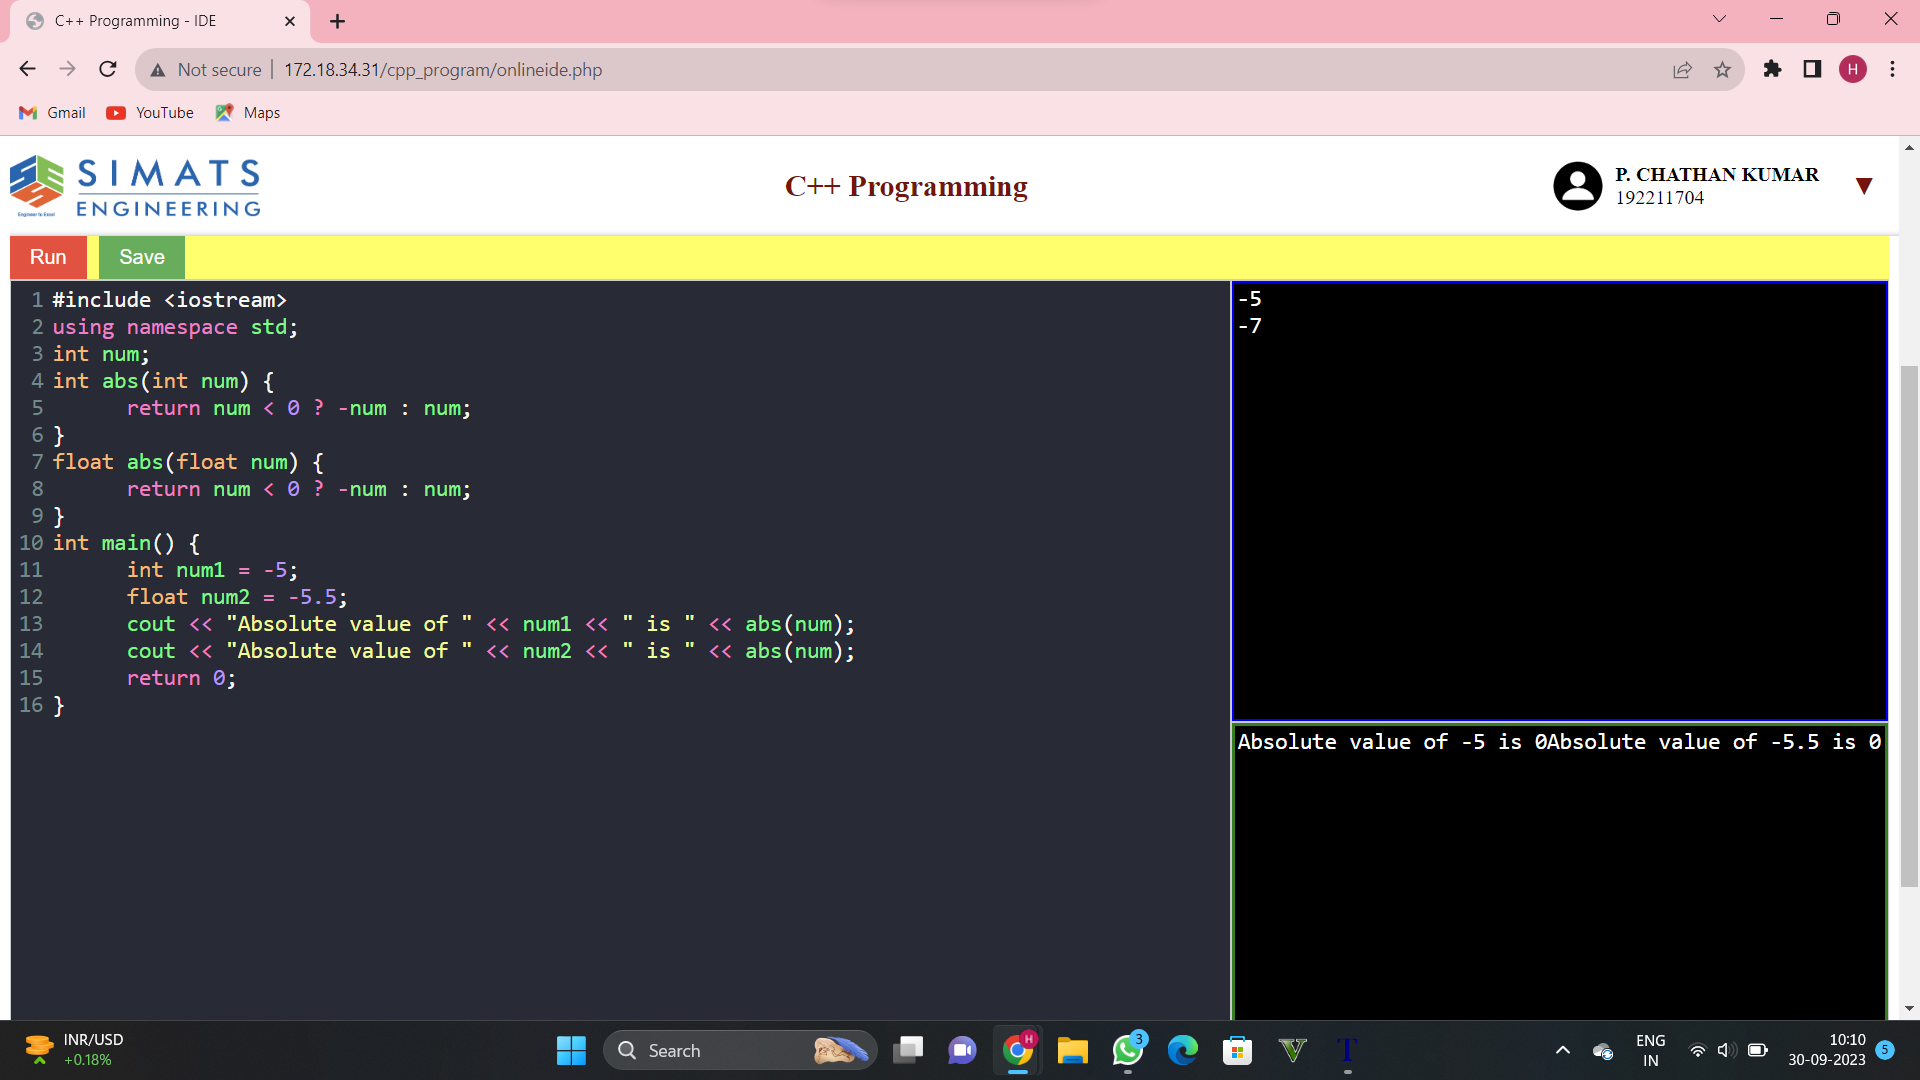 C++ Programming - IDE
Not secure | 172.18.34.31/cpp_program/onlineide.php
H
Gmail YouTube Maps
SIMATS
ENGINEERING
Engineer to Excel
C++ Programming
P. CHATHAN KUMAR
192211704
Run Save
1 #include <iostream>
2 using namespace std;
3 int num;
4 int abs(int num) {
5 return num < 0 ? -num : num;
6 }
7 float abs(float num) {
8 return num < 0 ? -num : num;
9 }
10 int main() {
11 int num1 = -5;
12 float num2 = -5.5;
13 cout << "Absolute value of " << num1 << " is " << abs(num);
14 cout << "Absolute value of " << num2 << " is " << abs(num);
15 return 0;
16 }
-5
-7
Absolute value of -5 is 0Absolute value of -5.5 is 0
INR/USD
+0.18%
Search
H
3
V
T
ENG
IN
10:10
30-09-2023
5